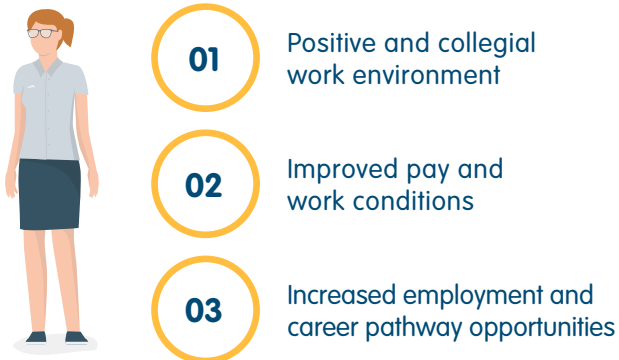 01
Positive and collegial
work environment
02
Improved pay and
work conditions
03
Increased employment and
career pathway opportunities